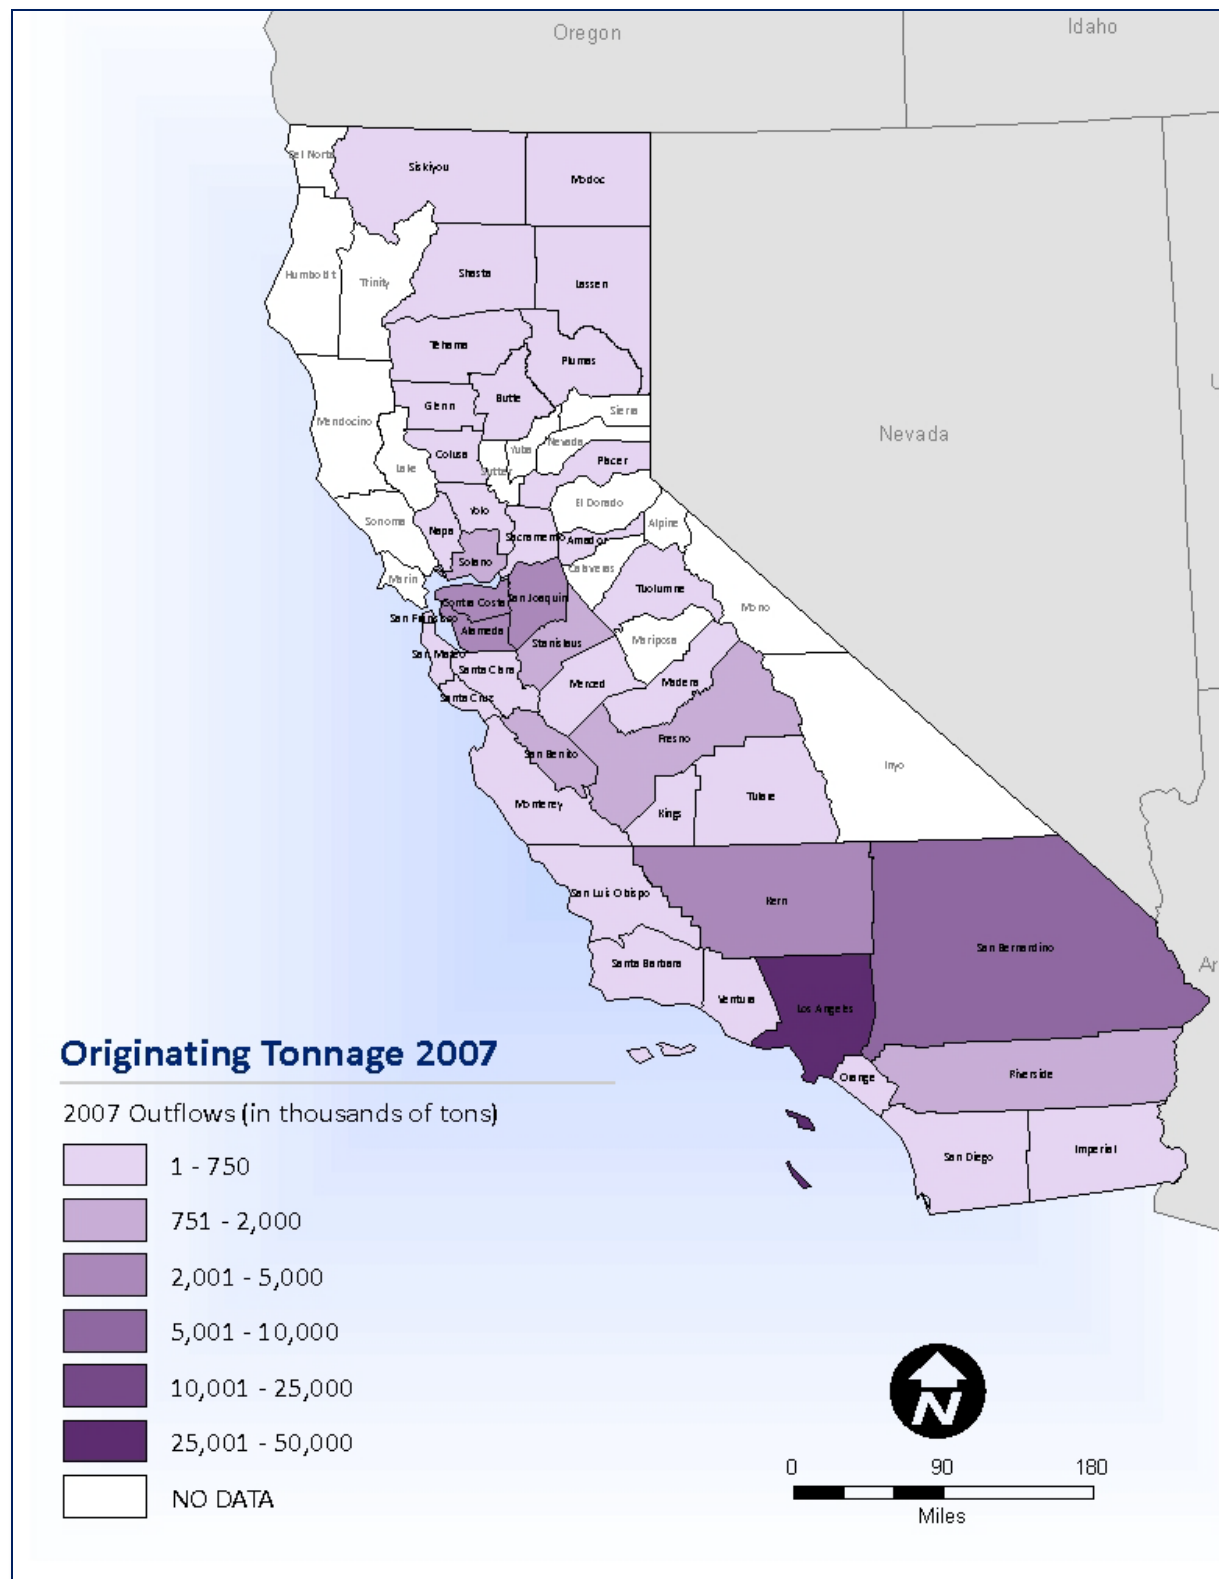 Oregon
Idaho
Del Norte
Siskiyou
Modoc
Humboldt
Trinity
Shasta
Lassen
Tehama
Plumas
Glenn
Butte
Sierra
Mendocino
Nevada
Yuba
Nevada
Colusa
Placer
Lake
Sutter
El Dorado
Yolo
Sonoma
Napa
Sacramento
Alpine
Amador
Solano
Calaveras
Marin
Tuolumne
Contra Costa
San Joaquin
Mono
San Francisco
Alameda
Stanislaus
Mariposa
San Mateo
Santa Clara
Merced
Madera
Santa Cruz
Fresno
San Benito
Inyo
Monterey
Tulare
Kings
San Luis Obispo
Kern
San Bernardino
Santa Barbara
Ar
Ventura
Los Angeles
Originating Tonnage 2007
Orange
Riverside
2007 Outflows (in thousands of tons)
San Diego
Imperial
1 - 750
751 - 2,000
2,001 - 5,000
5,001 - 10,000
10,001 - 25,000
25,001 - 50,000
NO DATA
N
0 90 180
Miles